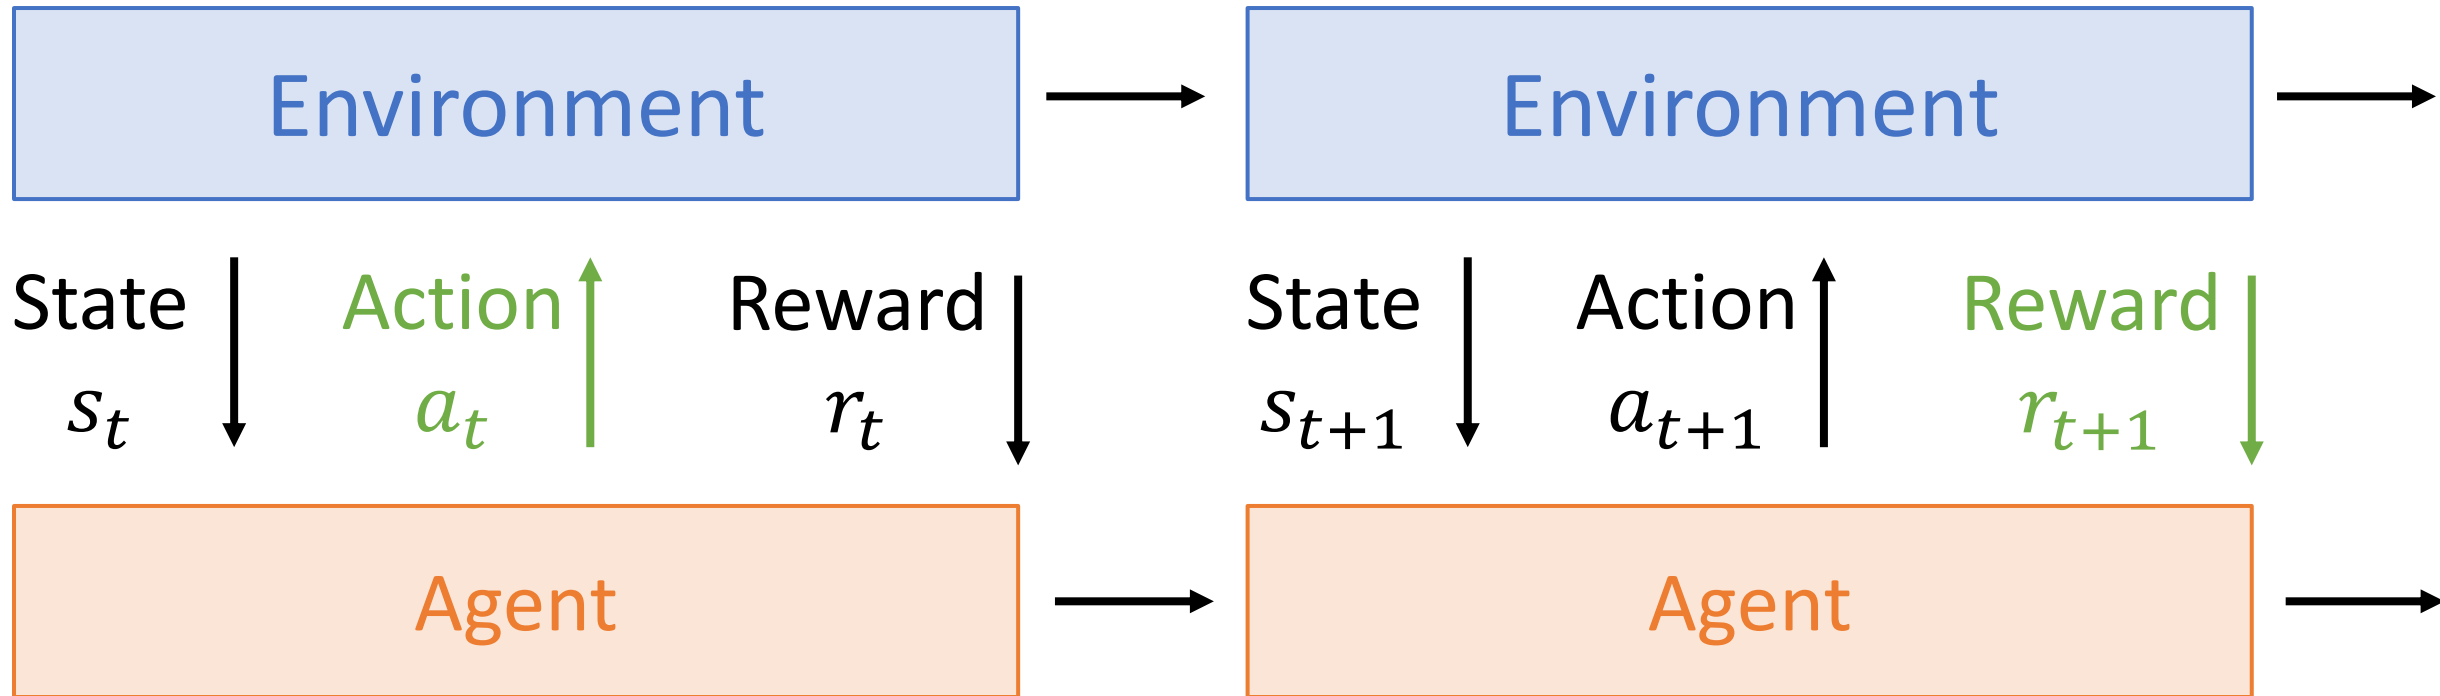 Environment Environment
State Action Reward State Action Reward
s_t a_t r_t s_{t+1} a_{t+1} r_{t+1}
Agent Agent